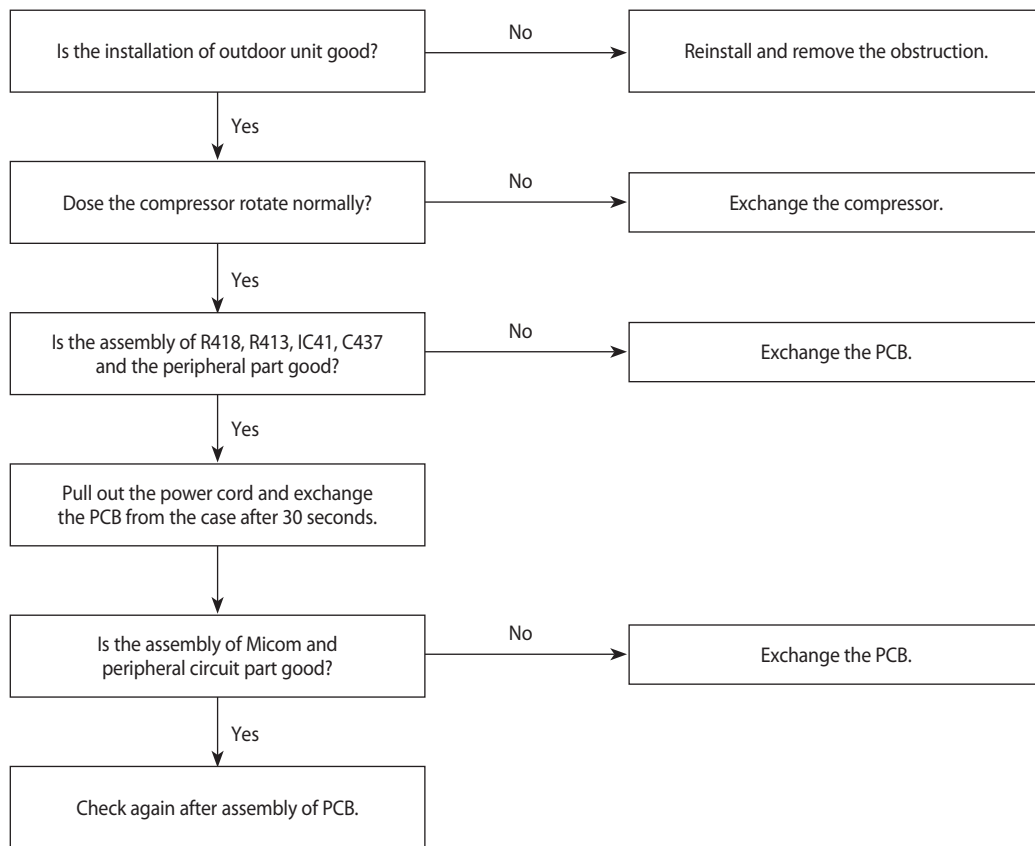 Is the installation of outdoor unit good?
No
Reinstall and remove the obstruction.
Yes
Dose the compressor rotate normally?
No
Exchange the compressor.
Yes
Is the assembly of R418, R413, IC41, C437
and the peripheral part good?
No
Exchange the PCB.
Yes
Pull out the power cord and exchange
the PCB from the case after 30 seconds.
Is the assembly of Micom and
peripheral circuit part good?
No
Exchange the PCB.
Yes
Check again after assembly of PCB.